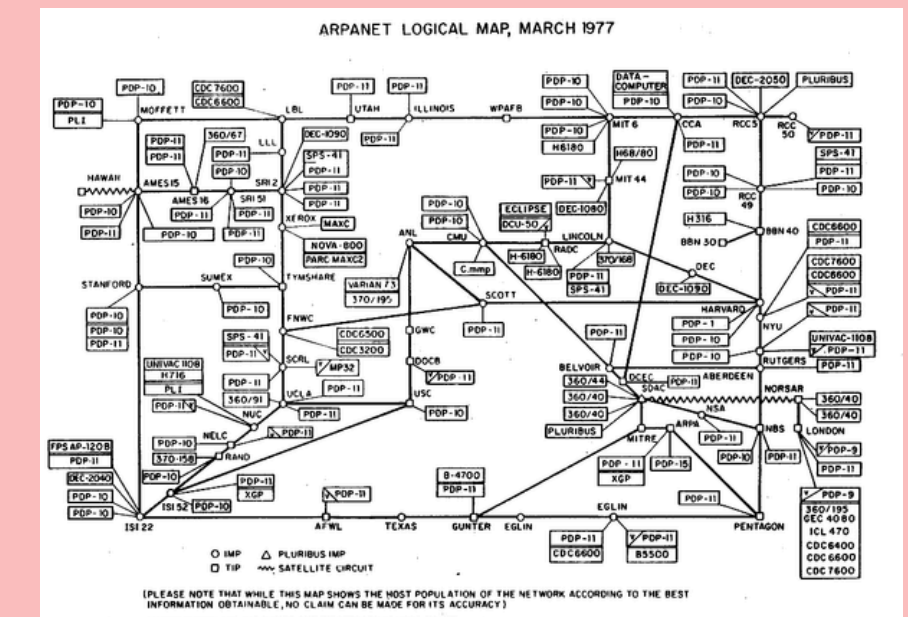 ARPANET LOGICAL MAP, MARCH 1977
PDP-10
PDP-10
PLI
MOFFETT
CDC7600
CDC6600
LBL
PDP-11
UTAH
ILLINOIS
PDP-11
WPAFB
PDP-10
PDP-10
PDP-10
H6180
MIT 6
DATA-
COMPUTER
PDP-10
CCA
PDP-11
PDP-11
PDP-10
DEC-2050
PLURIBUS
RCC5
RCC
50
PDP-11
SPS-41
PDP-11
PDP-10
PDP-10
PDP-10
RCC
49
LLL
360/67
PDP-11
PDP-11
PDP-11
PDP-10
DEC-1090
SPS-41
PDP-11
PDP-11
PDP-11
HAWAII
AMES15
AMES16
SRI 51
SRI 2
PDP-10
PDP-11
PDP-10
PDP-11
PDP-11
XEROX
MAXC
NOVA-800
PARC MAXC2
H68/80
PDP-11
MIT 44
DEC-1080
PDP-10
PDP-10
ECLIPSE
DCU-50
ANL
CMU
C.mmp
RADC
H-6180
H-6180
LINCOLN
370/168
PDP-11
SPS-41
DEC
DEC-1090
H316
BBN 30
BBN 40
CDC6600
PDP-11
CDC7600
CDC6600
PDP-11
PDP-11
STANFORD
SUMEX
PDP-10
TYMSHARE
PDP-10
PDP-10
PDP-10
PDP-11
VARIAN 73
370/195
SCOTT
PDP-11
HARVARD
PDP-1
PDP-10
PDP-10
NYU
UNIVAC-1108
PDP-11
PDP-11
RUTGERS
ABERDEEN
FNWC
CDC6500
CDC3200
GWC
DOCB
PDP-11
SPS-41
PDP-11
SCRL
MP32
PDP-11
360/91
UCLA
PDP-11
PDP-11
USC
PDP-10
UNIVAC 1108
H716
PLI
PDP-11
NUC
PDP-11
BELVOIR
PDP-11
DCEC
PDP-11
SDAC
360/44
360/40
360/40
PLURIBUS
NORSAR
360/40
360/40
LONDON
PDP-9
PDP-11
NSA
PDP-11
NBS
PDP-10
PDP-11
MITRE
ARPA
PDP-11
XGP
PDP-15
NELC
PDP-10
PDP-11
370-158
RAND
PDP-10
FPS AP-120B
PDP-11
DEC-2040
PDP-10
PDP-10
ISI 22
PDP-11
XGP
ISI 52
PDP-10
PDP-11
AFWL
TEXAS
B-4700
PDP-11
GUNTER
EGLIN
EGLIN
PDP-11
CDC6600
PDP-11
B5500
PDP-11
PENTAGON
PDP-9
360/195
GEC 4080
ICL 470
CDC6400
CDC 6600
CDC 7600
○ IMP △ PLURIBUS IMP
□ TIP SATELLITE CIRCUIT
(PLEASE NOTE THAT WHILE THIS MAP SHOWS THE HOST POPULATION OF THE NETWORK ACCORDING TO THE BEST
INFORMATION OBTAINABLE, NO CLAIM CAN BE MADE FOR ITS ACCURACY)